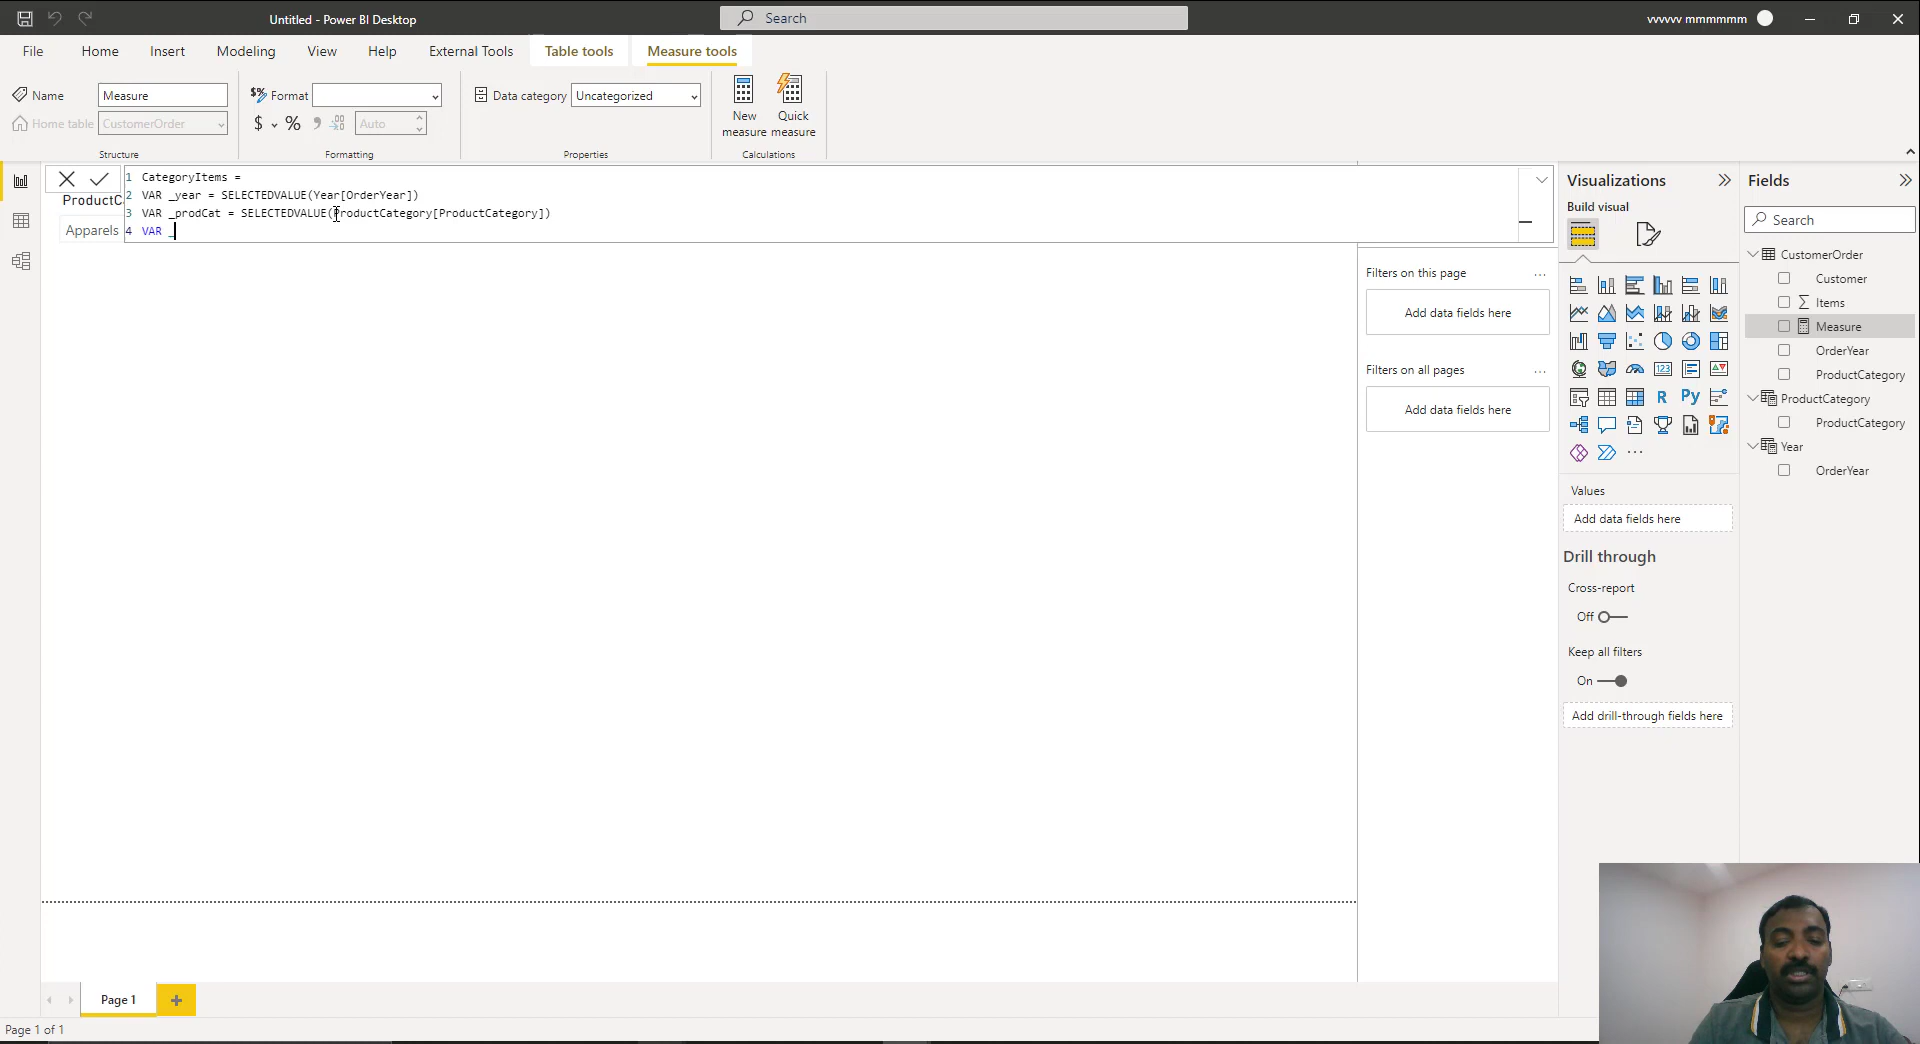 Untitled - Power BI Desktop
Search
vvvvv mmmmmm
File Home Insert Modeling View Help External Tools Table tools Measure tools
Name Measure
Home table CustomerOrder
Structure
$% Format
$ % Auto
Formatting
Data category Uncategorized
Properties
New measure
Quick measure
Calculations
1 CategoryItems =
2 VAR _year = SELECTEDVALUE(Year[OrderYear])
3 VAR _prodCat = SELECTEDVALUE(ProductCategory[ProductCategory])
4 VAR _
ProductC
Apparels
Filters on this page
Add data fields here
Filters on all pages
Add data fields here
Visualizations
Build visual
123
R
Py
Values
Add data fields here
Drill through
Cross-report
Off
Keep all filters
On
Add drill-through fields here
Fields
Search
CustomerOrder
Customer
Items
Measure
OrderYear
ProductCategory
ProductCategory
ProductCategory
Year
OrderYear
Page 1
Page 1 of 1